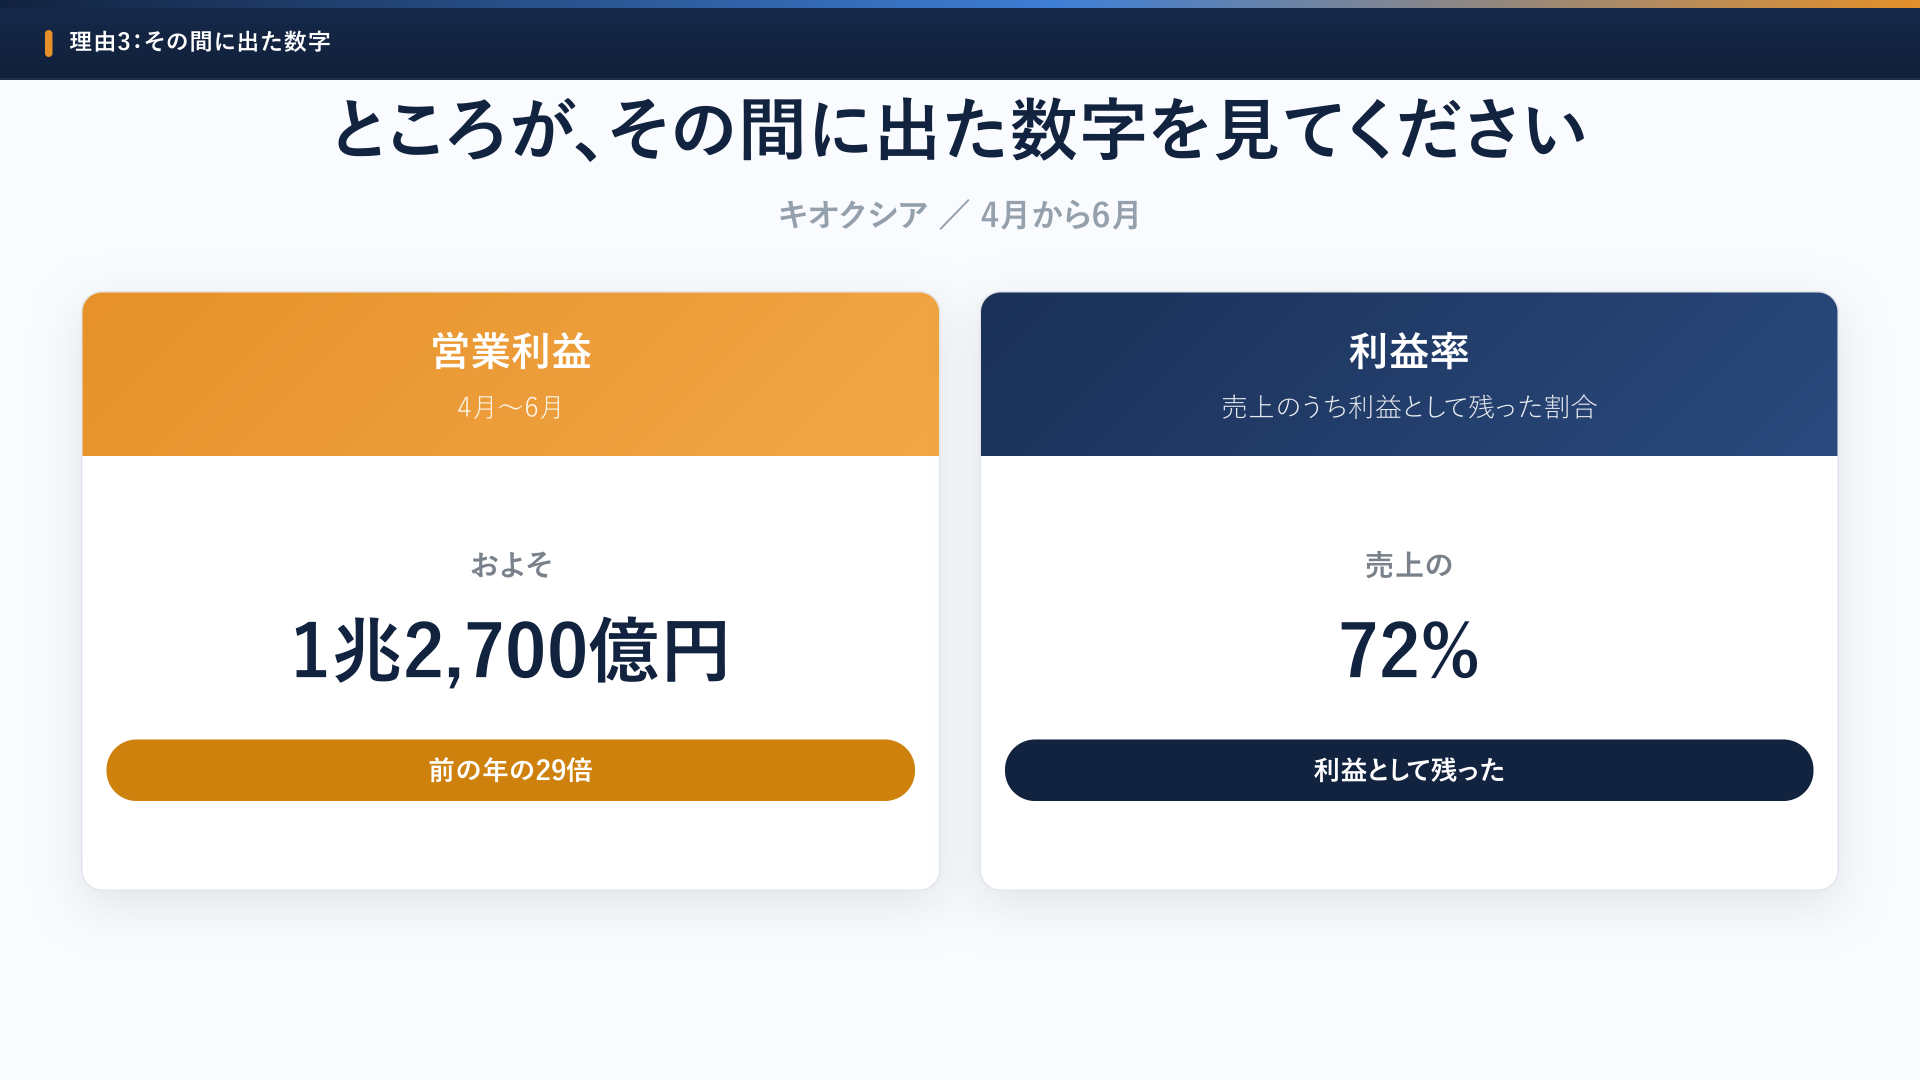 理由3：その間に出た数字
ところが、その間に出た数字を見てください
キオクシア ／ 4月から6月
営業利益
4月〜6月
およそ
1兆2,700億円
前の年の29倍
利益率
売上のうち利益として残った割合
売上の
72%
利益として残った